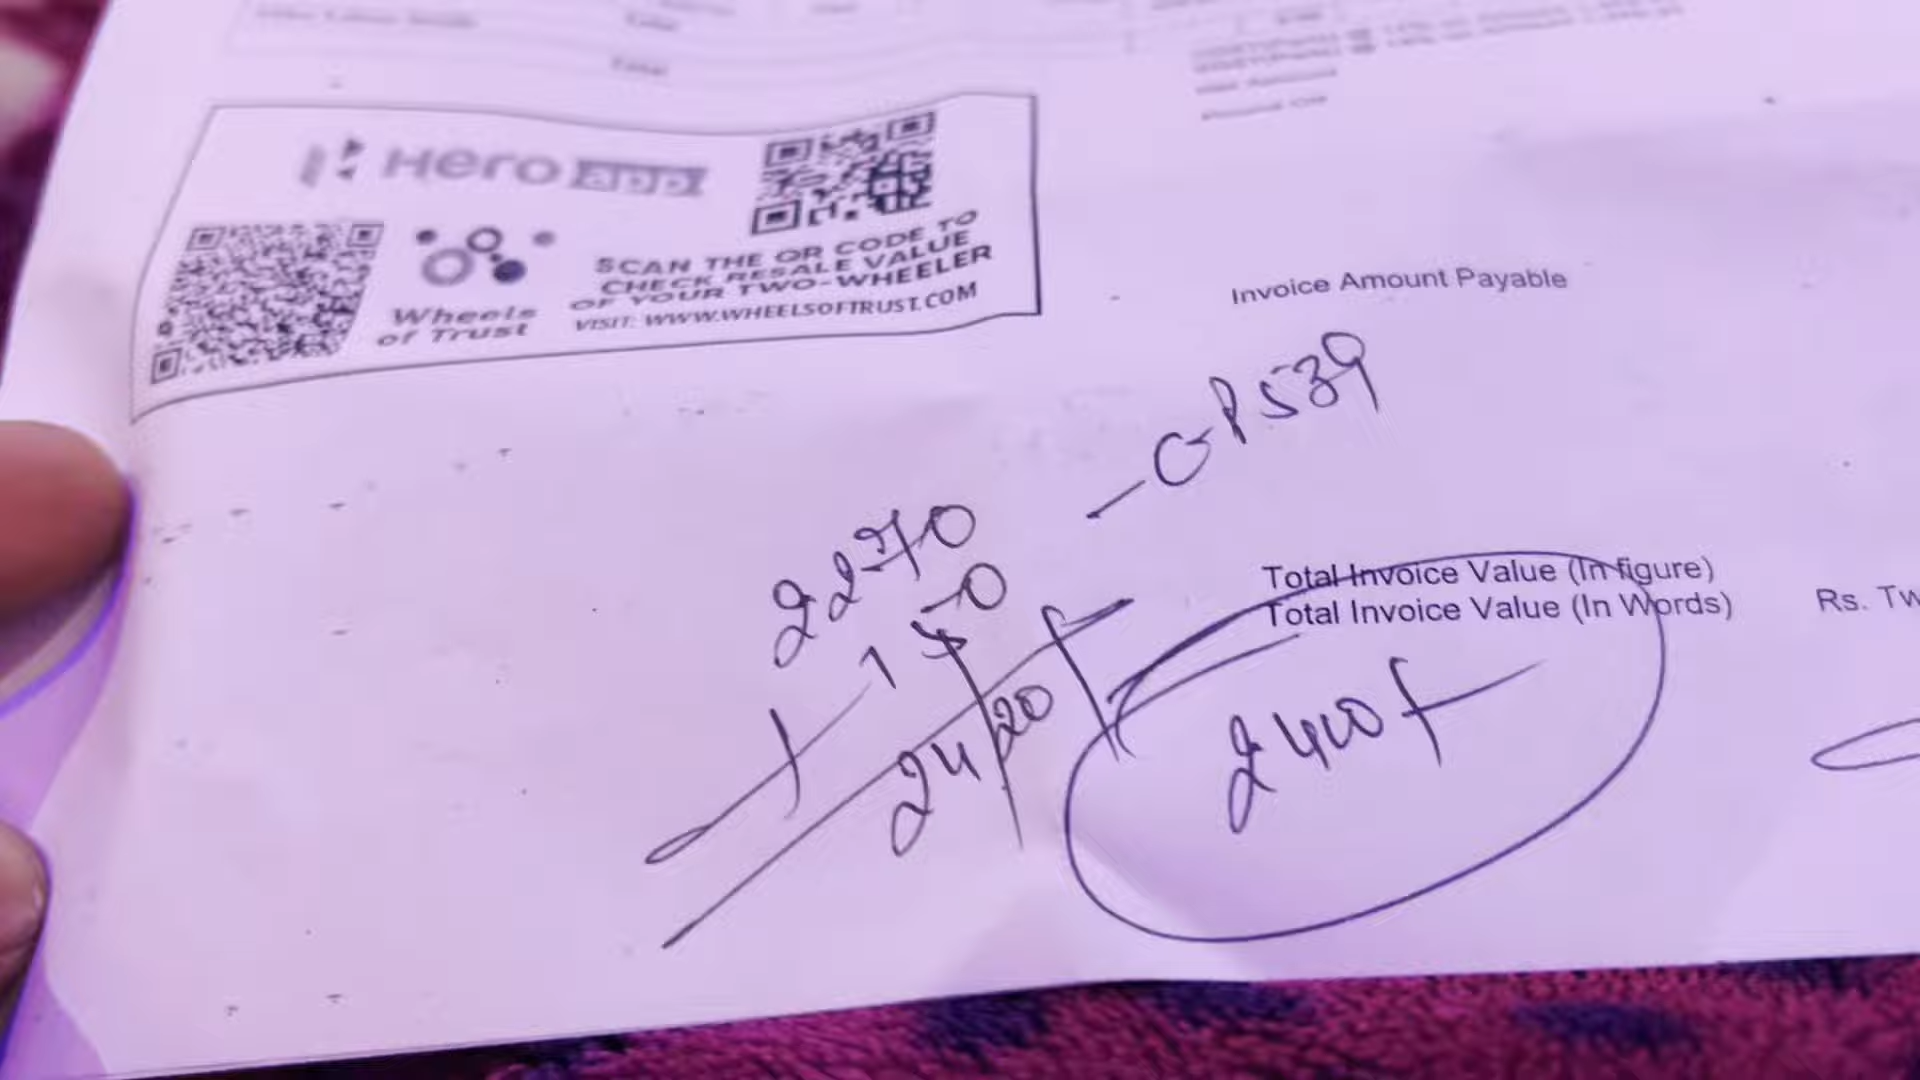 Total
Hero app
Wheels
of Trust
SCAN THE QR CODE TO
CHECK RESALE VALUE
OF YOUR TWO-WHEELER
VISIT: WWW.WHEELSOFTRUST.COM
Invoice Amount Payable
2270
150
2420
2400
Total Invoice Value (In figure)
Total Invoice Value (In Words)
Rs. Tw